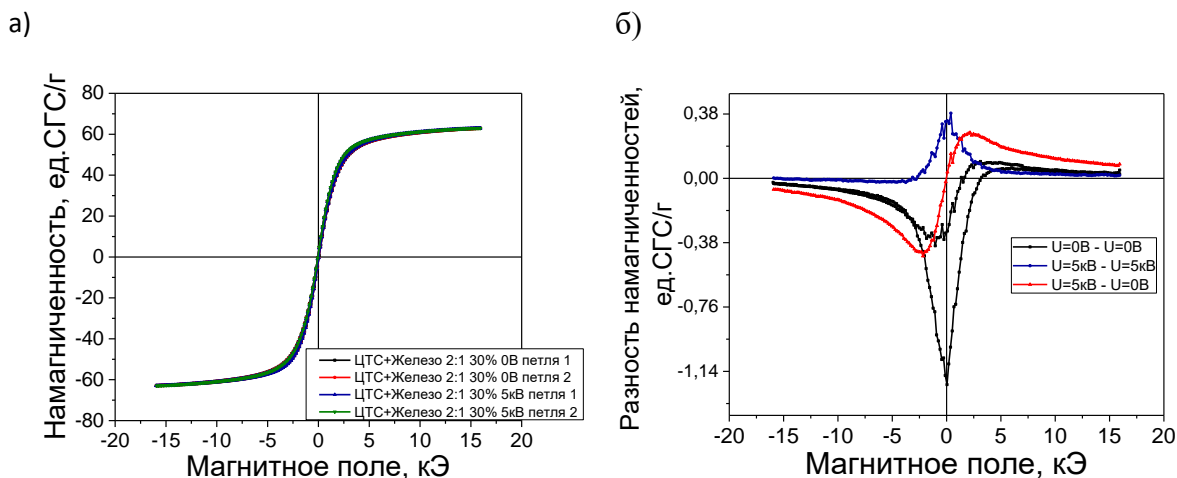 а)
Намагниченность, ед.СГС/г
80
60
40
20
0
-20
-40
-60
-80
-20 -15 -10 -5 0 5 10 15 20
Магнитное поле, кЭ
ЦТС+Железо 2:1 30% 0В петля 1
ЦТС+Железо 2:1 30% 0В петля 2
ЦТС+Железо 2:1 30% 5кВ петля 1
ЦТС+Железо 2:1 30% 5кВ петля 2
б)
Разность намагниченностей,
ед.СГС/г
0,38
0,00
-0,38
-0,76
-1,14
-20 -15 -10 -5 0 5 10 15 20
Магнитное поле, кЭ
U=0В - U=0В
U=5кВ - U=5кВ
U=5кВ - U=0В